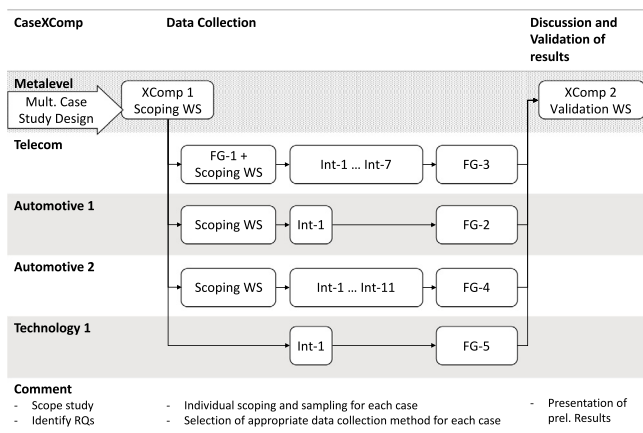 CaseXComp
Data Collection
Discussion and
Validation of
results
Metalevel
Mult. Case
Study Design
XComp 1
Scoping WS
XComp 2
Validation WS
Telecom
FG-1 +
Scoping WS
Int-1 ... Int-7
FG-3
Automotive 1
Scoping WS
Int-1
FG-2
Automotive 2
Scoping WS
Int-1 ... Int-11
FG-4
Technology 1
Int-1
FG-5
Comment
- Scope study
- Identify RQs
- Individual scoping and sampling for each case
- Selection of appropriate data collection method for each case
- Presentation of
prel. Results